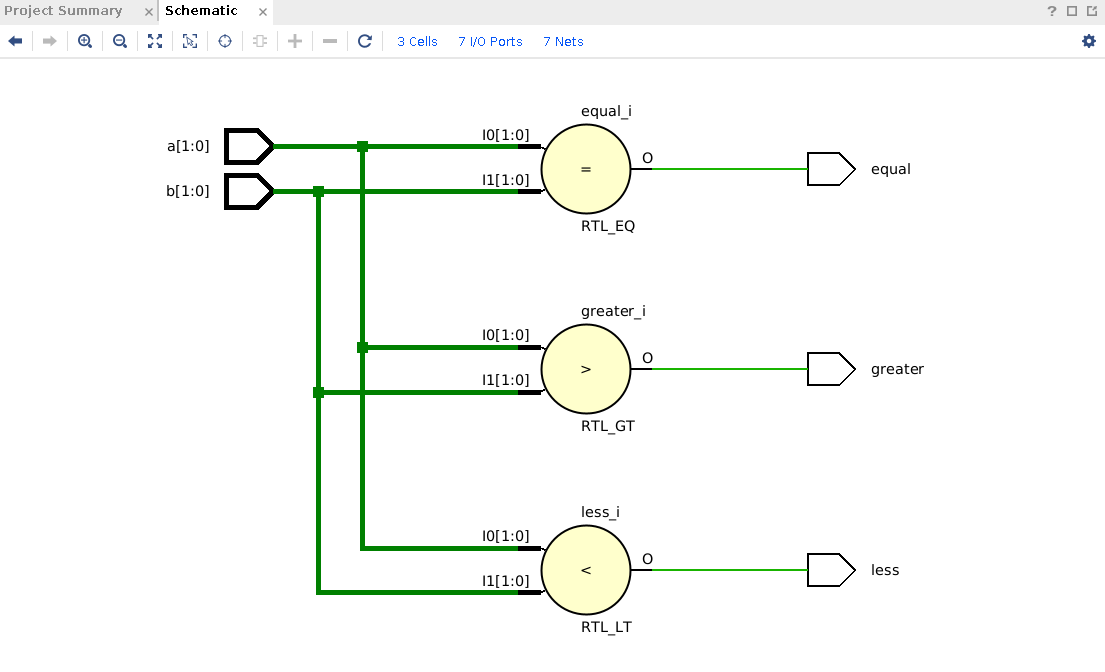 Project Summary × Schematic ×
?
3 Cells 7 I/O Ports 7 Nets
equal_i
a[1:0] I0[1:0]
b[1:0] I1[1:0]
= O equal
RTL_EQ
greater_i
I0[1:0]
> O greater
I1[1:0]
RTL_GT
less_i
I0[1:0]
< O less
I1[1:0]
RTL_LT